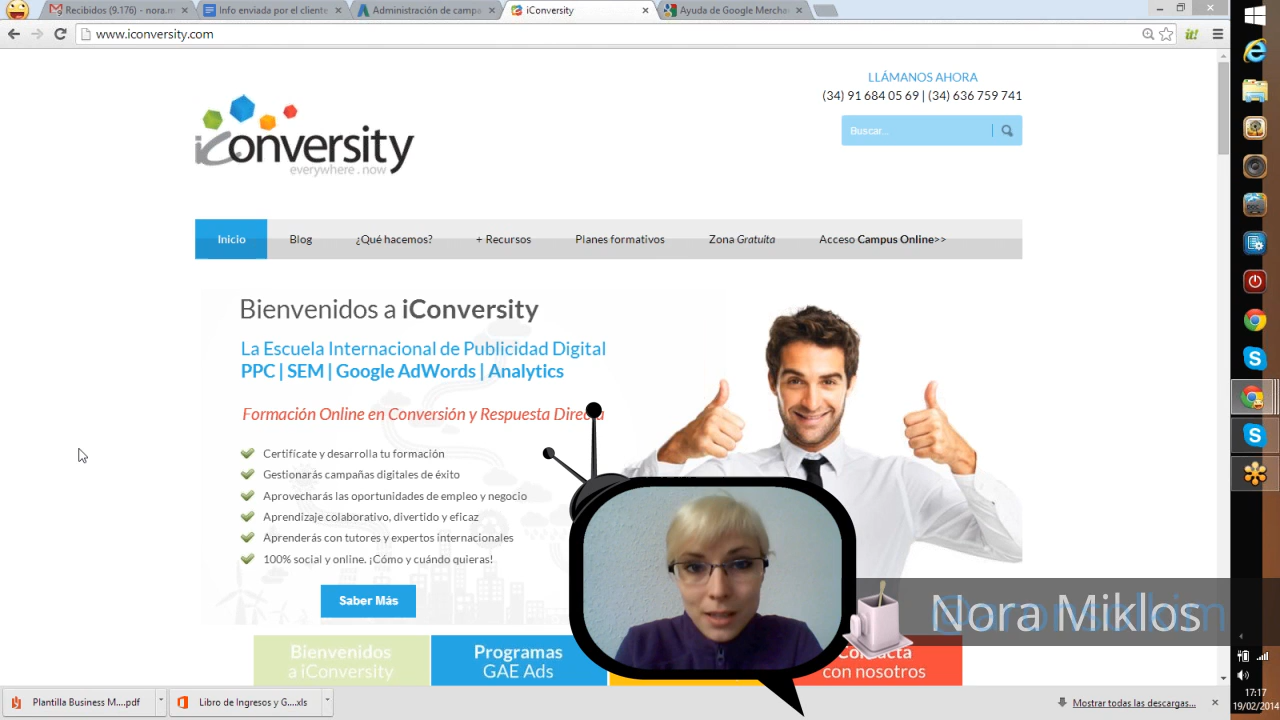 Recibidos (9.176) - nora.m
Info enviada por el cliente
Administración de campo
iConversity
Ayuda de Google Mercha
www.iconversity.com
it!
LLÁMANOS AHORA
(34) 91 684 05 69 | (34) 636 759 741
Buscar...
iConversity
everywhere . now
Inicio
Blog
¿Qué hacemos?
+ Recursos
Planes formativos
Zona Gratuita
Acceso Campus Online>>
Bienvenidos a iConversity
La Escuela Internacional de Publicidad Digital
PPC | SEM | Google AdWords | Analytics
Formación Online en Conversión y Respuesta Directa
Certifícate y desarrolla tu formación
Gestionarás campañas digitales de éxito
Aprovecharás las oportunidades de empleo y negocio
Aprenderás colaborativo, divertido y eficaz
Aprenderás con tutores y expertos internacionales
100% social y online. ¡Cómo y cuándo quieras!
Saber Más
Nora Miklos
Bienvenidos
a iConversity
Programas
GAE Ads
Contacta
con nosotros
Plantilla Business M....pdf
Libro de Ingresos y G....xls
Mostrar todas las descargas...
17:17
19/02/2014